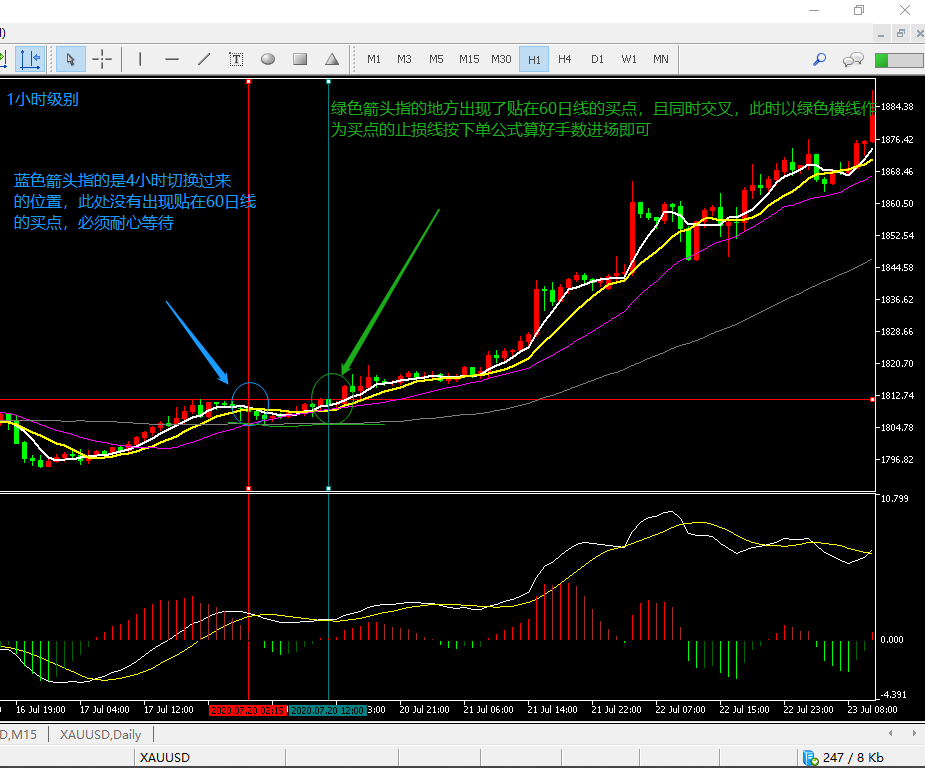 )
T
M1 M3 M5 M15 M30 H1 H4 D1 W1 MN
1小时级别
绿色箭头指的地方出现了贴在60日线的买点，且同时交叉，此时以绿色横线作
为买点的止损线按下单公式算好手数进场即可
蓝色箭头指的是4小时切换过来
的位置，此处没有出现贴在60日线
的买点，必须耐心等待
1884.38
1876.42
1868.46
1860.50
1852.54
1844.58
1836.62
1828.66
1820.70
1812.74
1804.78
1796.82
10.799
0.000
-4.391
16 Jul 19:00 17 Jul 04:00 17 Jul 12:00 2020.07.20 02:15 2020.07.20 12:00 3:00 20 Jul 21:00 21 Jul 06:00 21 Jul 14:00 21 Jul 22:00 22 Jul 07:00 22 Jul 15:00 22 Jul 23:00 23 Jul 08:00
D,M15 XAUUSD,Daily
XAUUSD 247 / 8 Kb